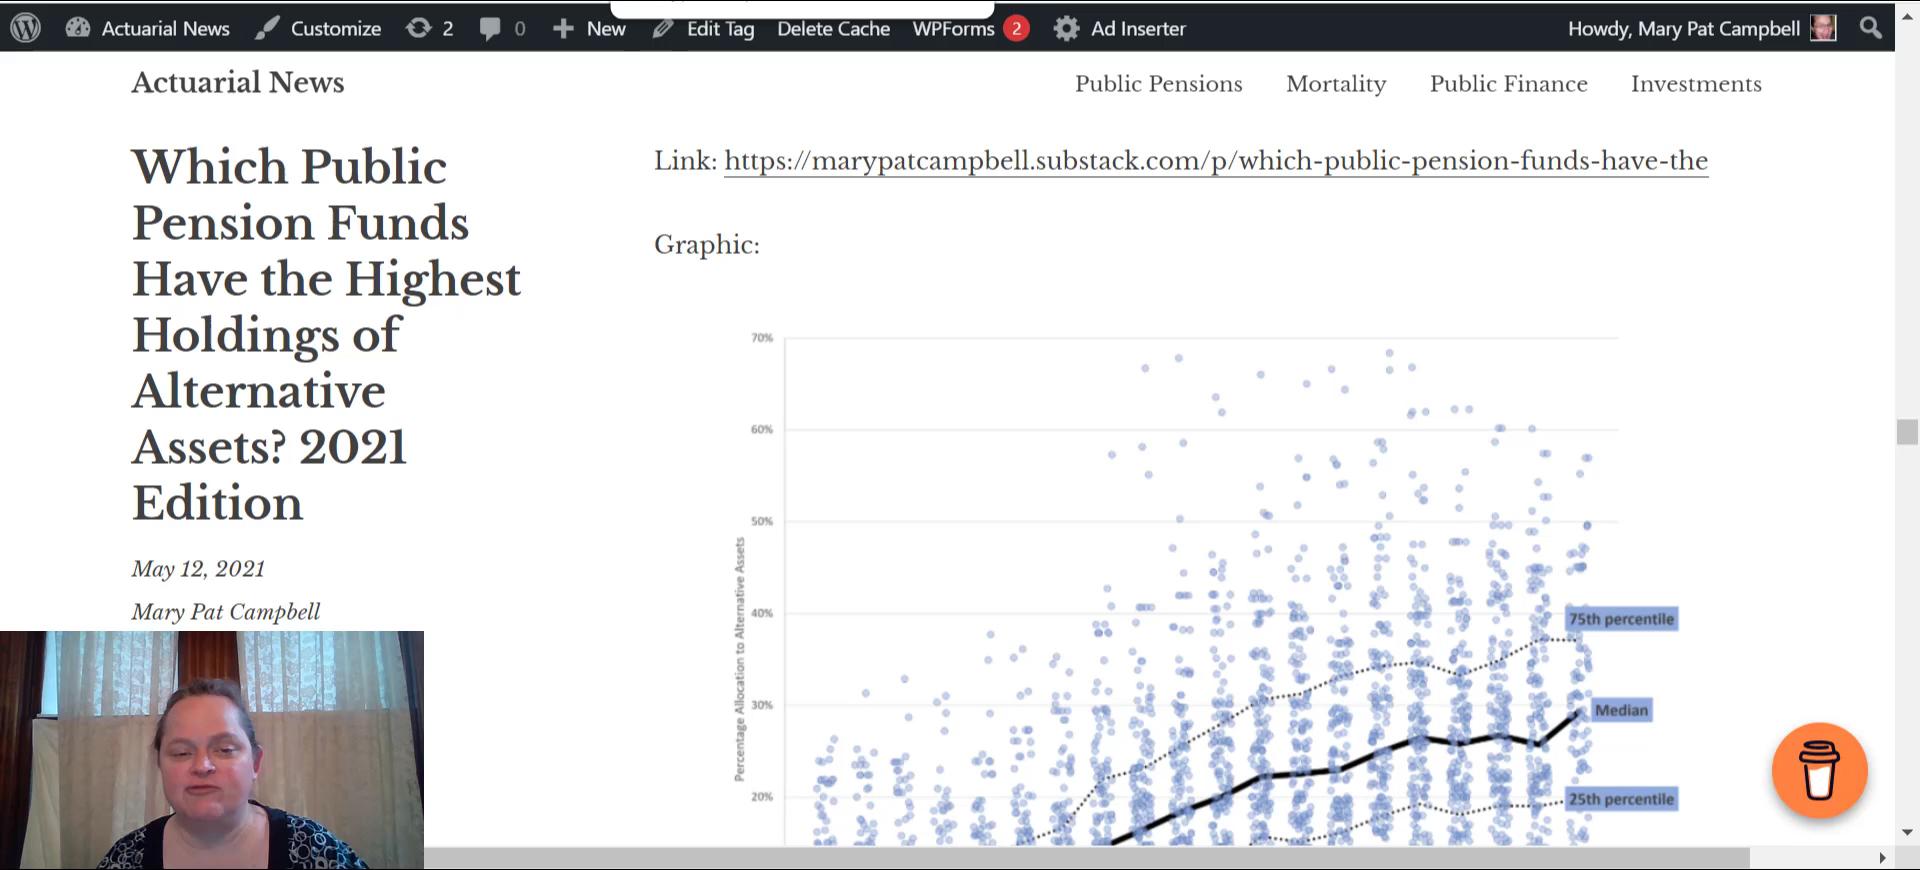 Actuarial News
Customize
2
0
New
Edit Tag
Delete Cache
WPForms
2
Ad Inserter
Howdy, Mary Pat Campbell
Actuarial News
Public Pensions
Mortality
Public Finance
Investments
Which Public
Pension Funds
Have the Highest
Holdings of
Alternative
Assets? 2021
Edition
May 12, 2021
Mary Pat Campbell
Link: https://marypatcampbell.substack.com/p/which-public-pension-funds-have-the
Graphic:
70%
60%
50%
40%
30%
20%
Percentage Allocation to Alternative Assets
75th percentile
Median
25th percentile